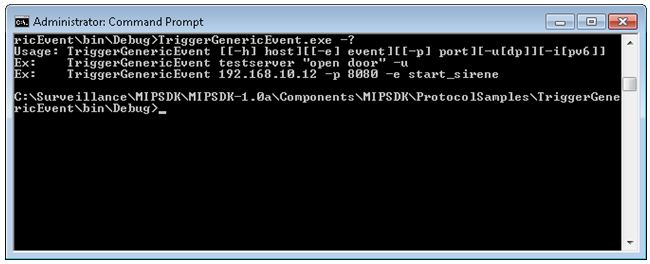 Administrator: Command Prompt
ricEvent\bin\Debug>TriggerGenericEvent.exe -?
Usage: TriggerGenericEvent [[-h] host][[-e] event][[-p] port][-u[dp]][-i[pv6]]
Ex:    TriggerGenericEvent testserver "open door" -u
Ex:    TriggerGenericEvent 192.168.10.12 -p 8080 -e start_sirene
C:\Surveillance\MIPSDK\MIPSDK-1.0a\Components\MIPSDK\ProtocolSamples\TriggerGene
ricEvent\bin\Debug>_